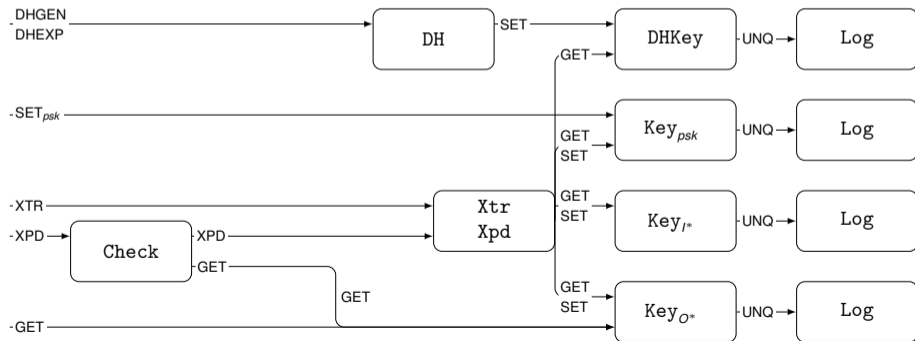 DHGEN
DHEXP
DH
SET
DHKey
UNQ
Log
GET
SETpsk
GET
SET
Keypsk
UNQ
Log
XTR
Xtr
Xpd
GET
SET
KeyI*
UNQ
Log
XPD
Check
XPD
GET
GET
GET
SET
KeyO*
UNQ
Log
GET